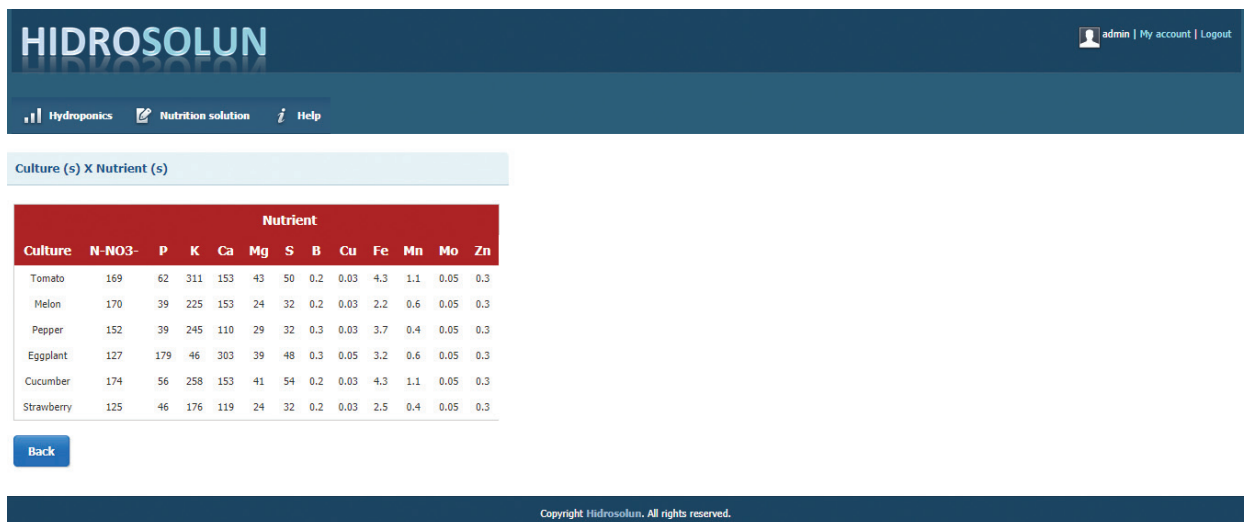 HIDROSOLUN
admin | My account | Logout
Hydroponics Nutrition solution i Help
Culture (s) X Nutrient (s)
Nutrient
Culture N-NO3- P K Ca Mg S B Cu Fe Mn Mo Zn
Tomato 169 62 311 153 43 50 0.2 0.03 4.3 1.1 0.05 0.3
Melon 170 39 225 153 24 32 0.2 0.03 2.2 0.6 0.05 0.3
Pepper 152 39 245 110 29 32 0.3 0.03 3.7 0.4 0.05 0.3
Eggplant 127 179 46 303 39 48 0.3 0.05 3.2 0.6 0.05 0.3
Cucumber 174 56 258 153 41 54 0.2 0.03 4.3 1.1 0.05 0.3
Strawberry 125 46 176 119 24 32 0.2 0.03 2.5 0.4 0.05 0.3
Back
Copyright Hidrosolun. All rights reserved.